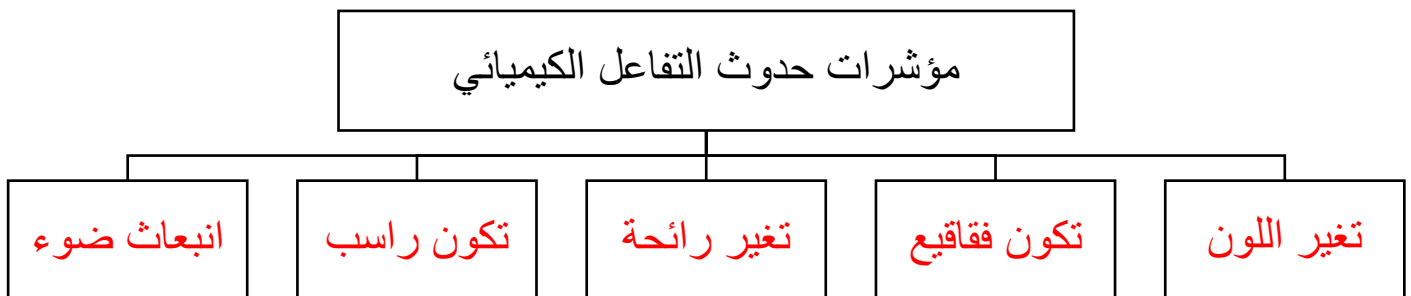 مؤشرات حدوث التفاعل الكيميائي
تغير اللون
تكون فقاقيع
تغير رائحة
تكون راسب
انبعاث ضوء